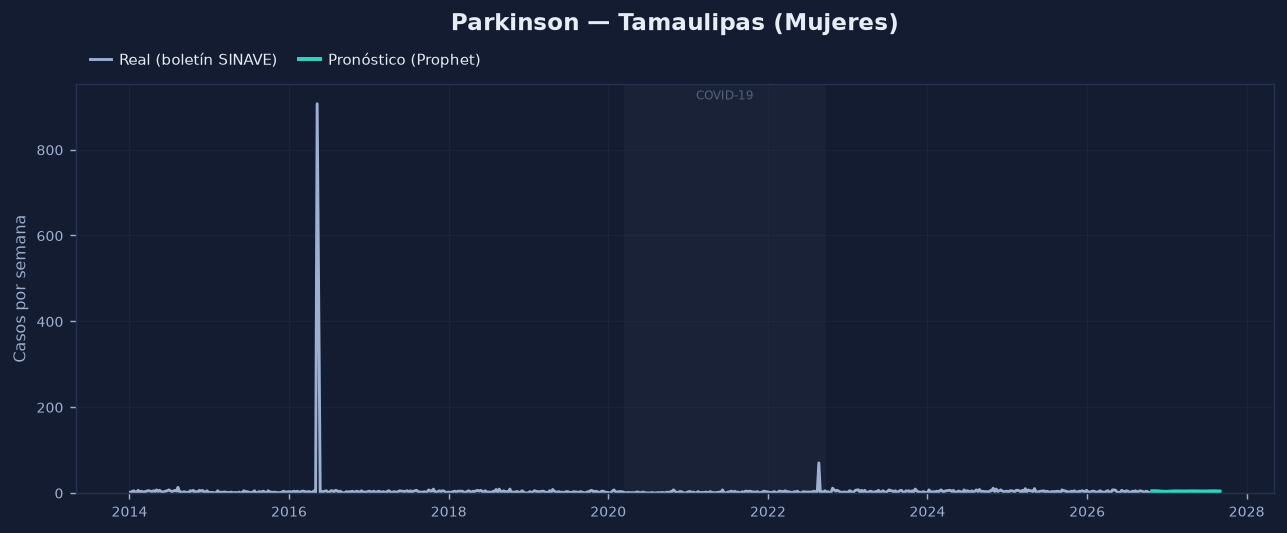 Parkinson — Tamaulipas (Mujeres)
Real (boletín SINAVE)
Pronóstico (Prophet)
COVID-19
Casos por semana
800
600
400
200
0
2014
2016
2018
2020
2022
2024
2026
2028